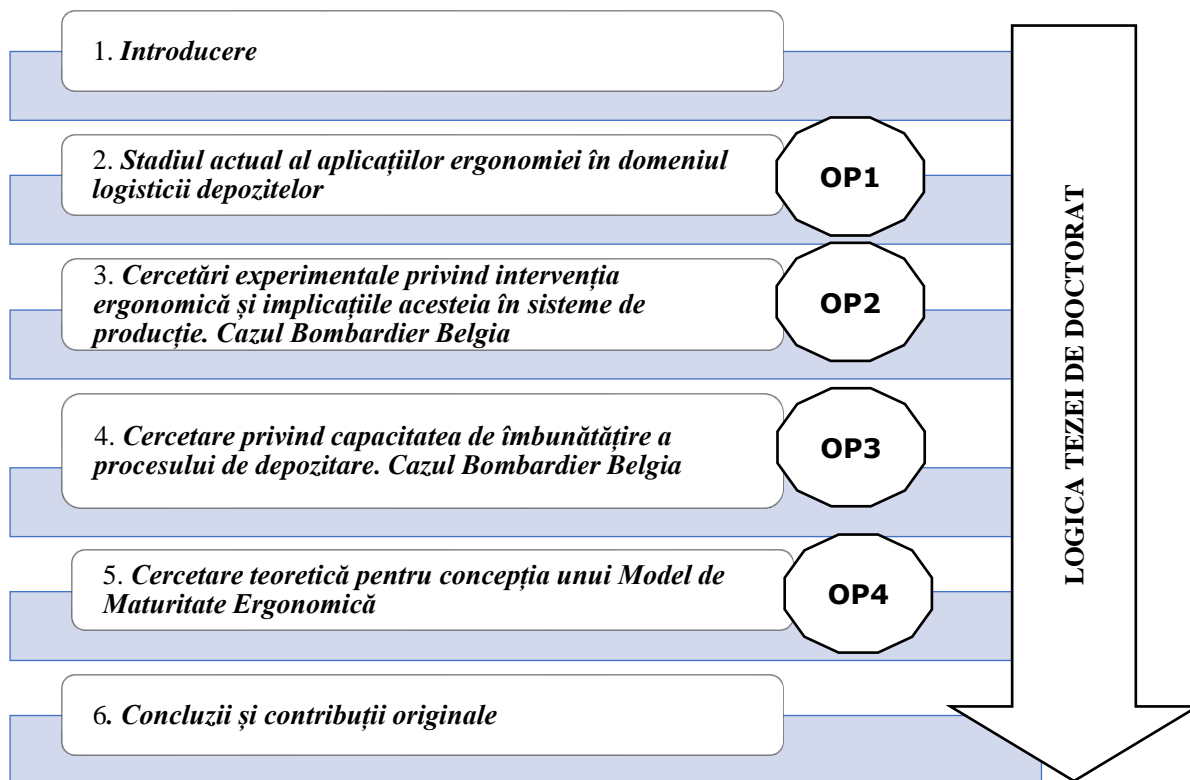 1. Introducere
2. Stadiul actual al aplicațiilor ergonomiei în domeniul
logisticii depozitelor
OP1
3. Cercetări experimentale privind intervenția
ergonomică și implicațiile acesteia în sisteme de
producție. Cazul Bombardier Belgia
OP2
4. Cercetare privind capacitatea de îmbunătățire a
procesului de depozitare. Cazul Bombardier Belgia
OP3
5. Cercetare teoretică pentru concepția unui Model de
Maturitate Ergonomică
OP4
6. Concluzii și contribuții originale
LOGICA TEZEI DE DOCTORAT